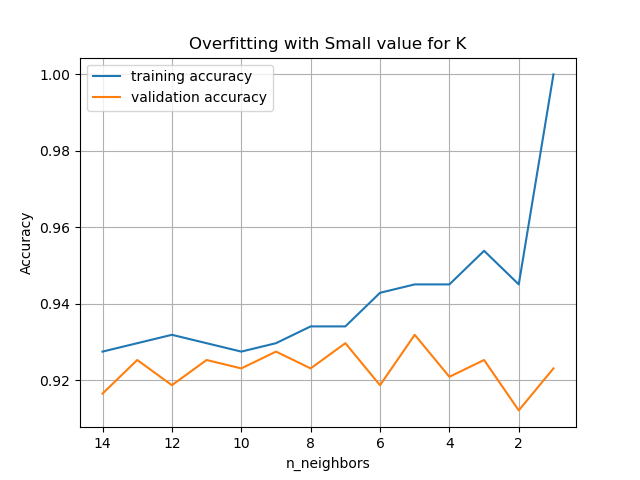 Overfitting with Small value for K
training accuracy
validation accuracy
1.00
0.98
0.96
0.94
0.92
Accuracy
14 12 10 8 6 4 2
n_neighbors